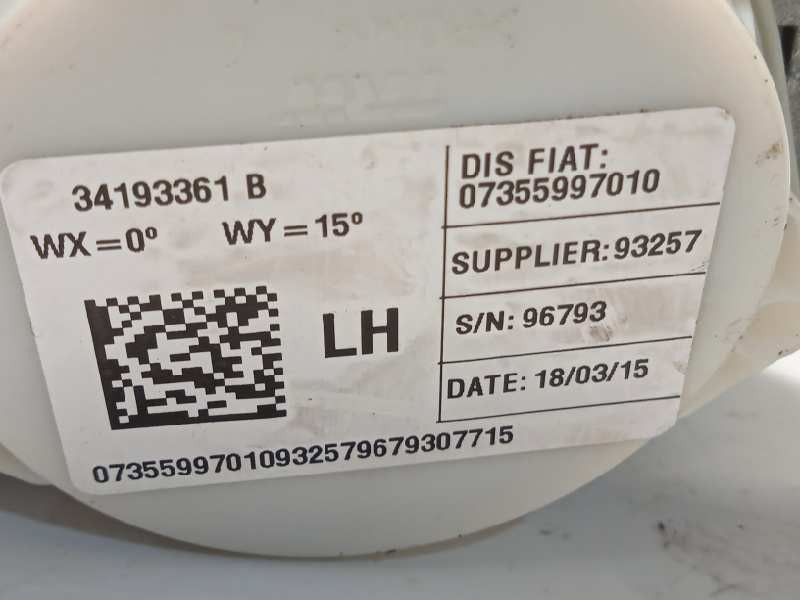 34193361 B
WX=0° WY=15°
LH
DIS FIAT:
07355997010
SUPPLIER: 93257
S/N: 96793
DATE: 18/03/15
07355997010932579679307715